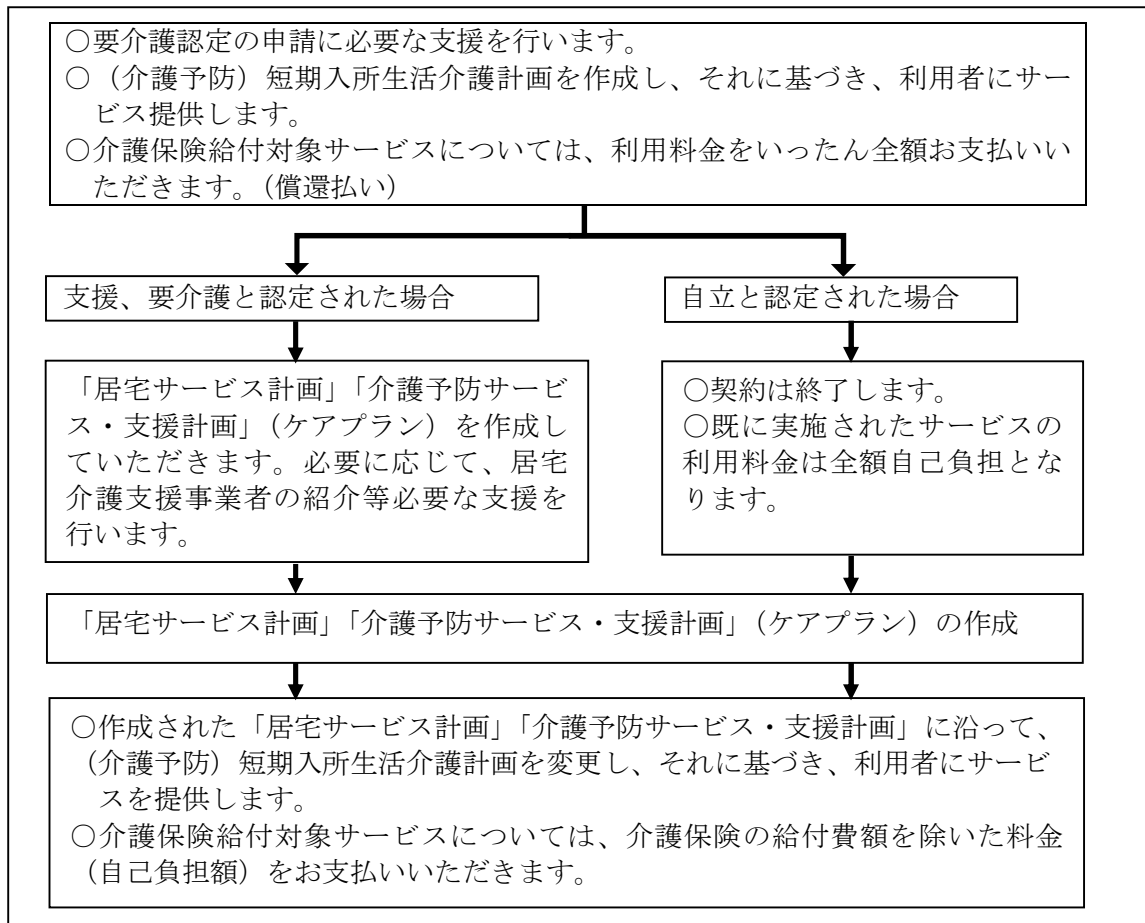 ○要介護認定の申請に必要な支援を行います。
○（介護予防）短期入所生活介護計画を作成し、それに基づき、利用者にサー
ビス提供します。
○介護保険給付対象サービスについては、利用料金をいったん全額お支払いい
ただきます。（償還払い）
支援、要介護と認定された場合
自立と認定された場合
「居宅サービス計画」「介護予防サービ
ス・支援計画」（ケアプラン）を作成し
ていただきます。必要に応じて、居宅
介護支援事業者の紹介等必要な支援を
行います。
○契約は終了します。
○既に実施されたサービスの
利用料金は全額自己負担とな
ります。
「居宅サービス計画」「介護予防サービス・支援計画」（ケアプラン）の作成
○作成された「居宅サービス計画」「介護予防サービス・支援計画」に沿って、
（介護予防）短期入所生活介護計画を変更し、それに基づき、利用者にサービ
スを提供します。
○介護保険給付対象サービスについては、介護保険の給付費額を除いた料金
（自己負担額）をお支払いいただきます。